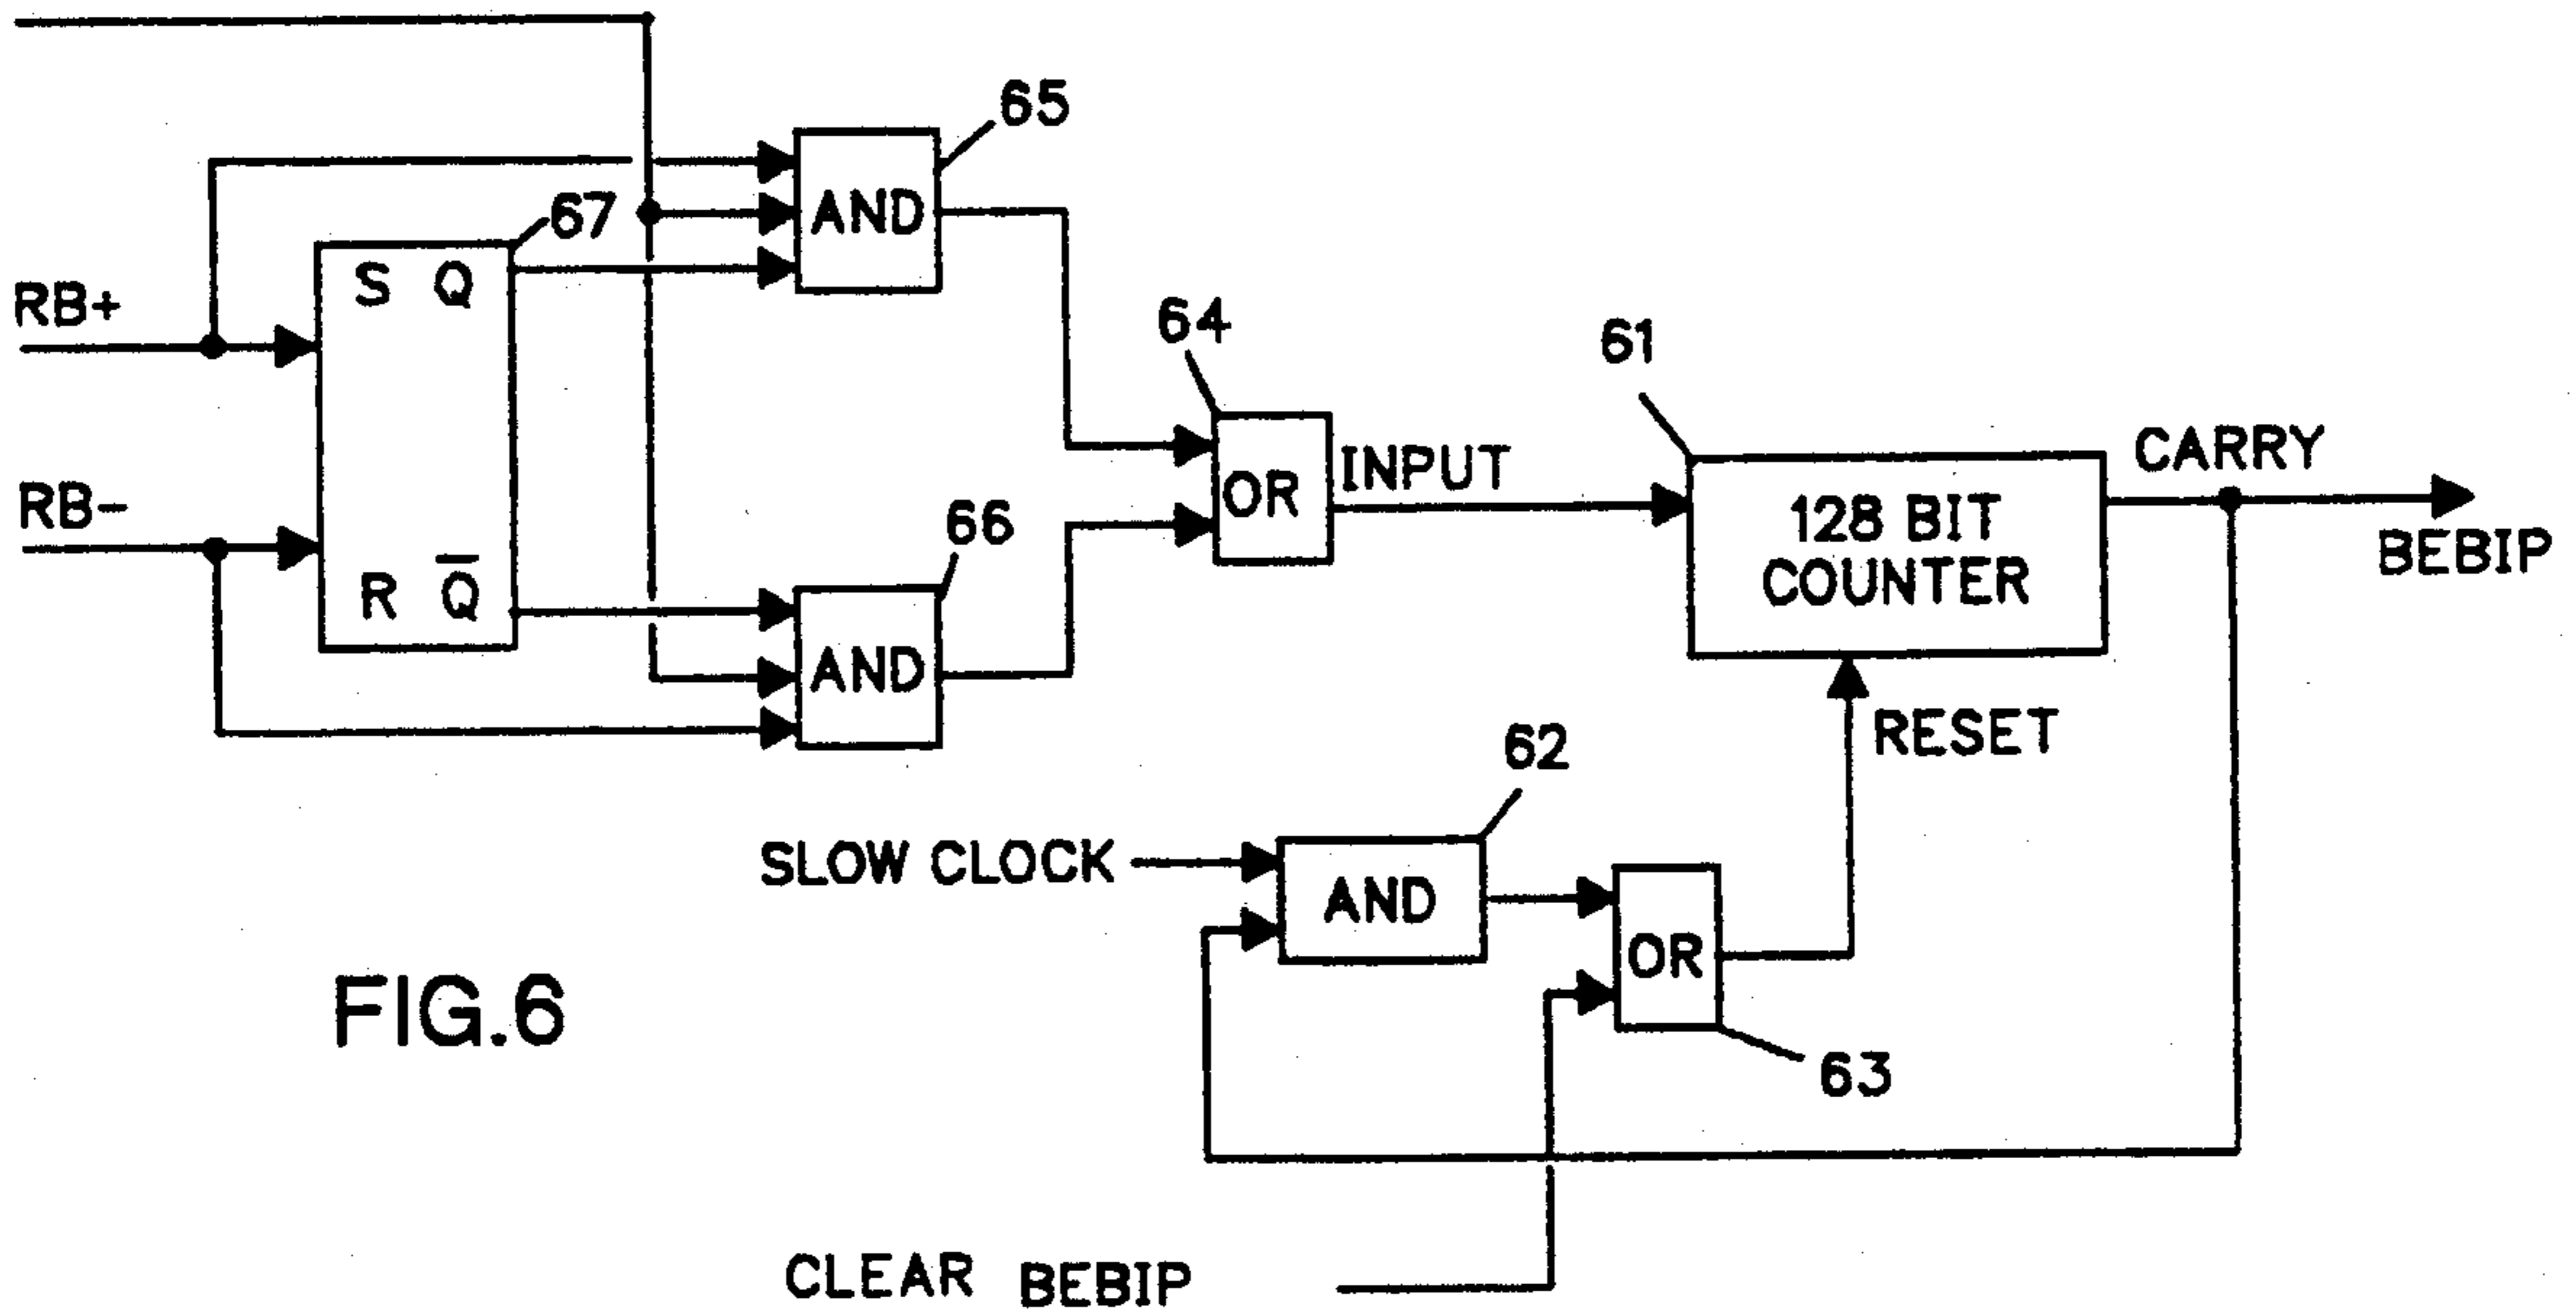 65
AND
67
S Q
RB+
64
61
OR
INPUT
CARRY
128 BIT
COUNTER
BEBIP
RB-
66
R Q̅
AND
RESET
62
SLOW CLOCK
AND
OR
63
FIG.6
CLEAR BEBIP